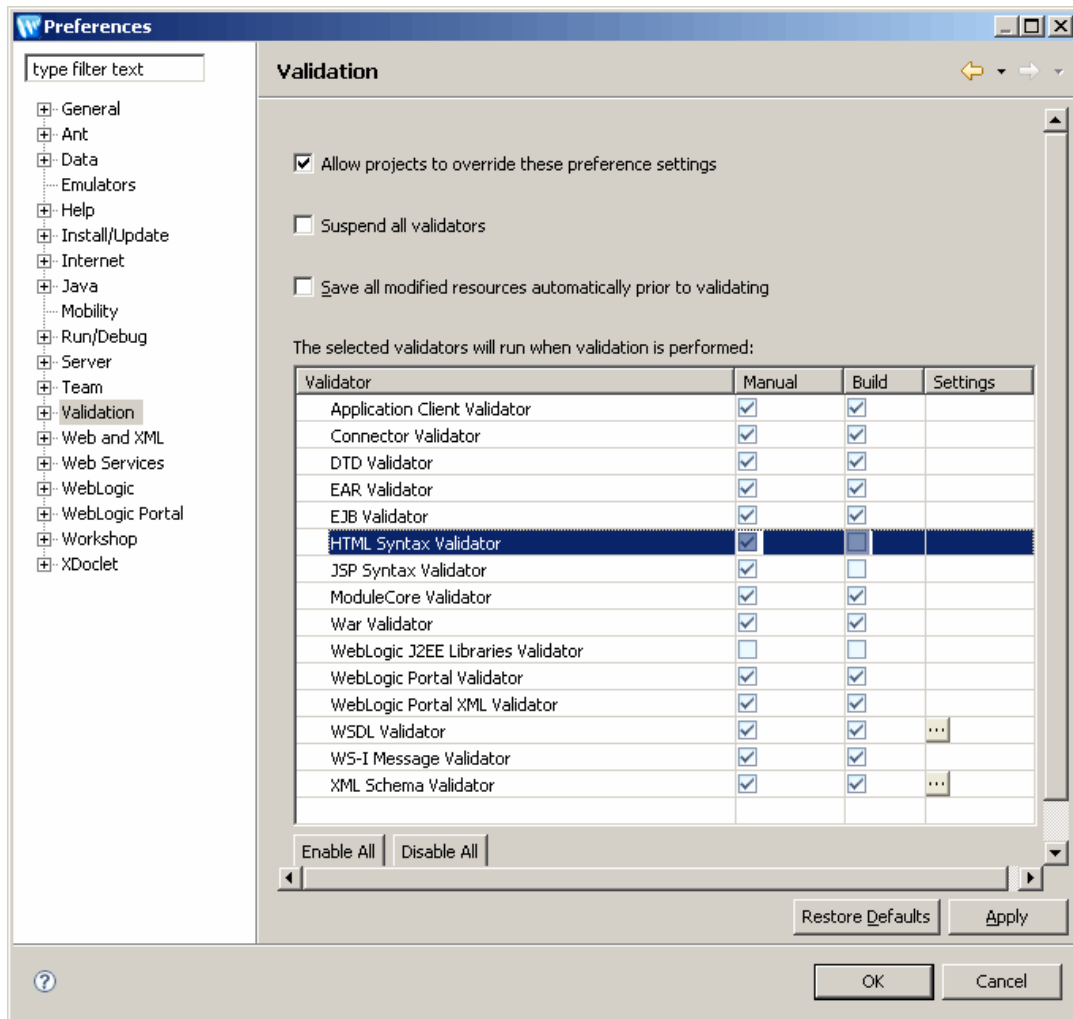 Preferences
type filter text
Validation
General
Ant
Data
Emulators
Help
Install/Update
Internet
Java
Mobility
Run/Debug
Server
Team
Validation
Web and XML
Web Services
WebLogic
WebLogic Portal
Workshop
XDoclet
Allow projects to override these preference settings
Suspend all validators
Save all modified resources automatically prior to validating
The selected validators will run when validation is performed:
Validator Manual Build Settings
Application Client Validator
Connector Validator
DTD Validator
EAR Validator
EJB Validator
HTML Syntax Validator
JSP Syntax Validator
ModuleCore Validator
War Validator
WebLogic J2EE Libraries Validator
WebLogic Portal Validator
WebLogic Portal XML Validator
WSDL Validator ...
WS-I Message Validator
XML Schema Validator ...
Enable All Disable All
Restore Defaults Apply
? OK Cancel